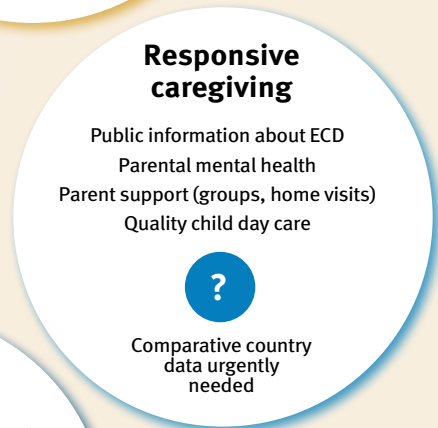 Responsive
caregiving
Public information about ECD
Parental mental health
Parent support (groups, home visits)
Quality child day care
?
Comparative country
data urgently
needed